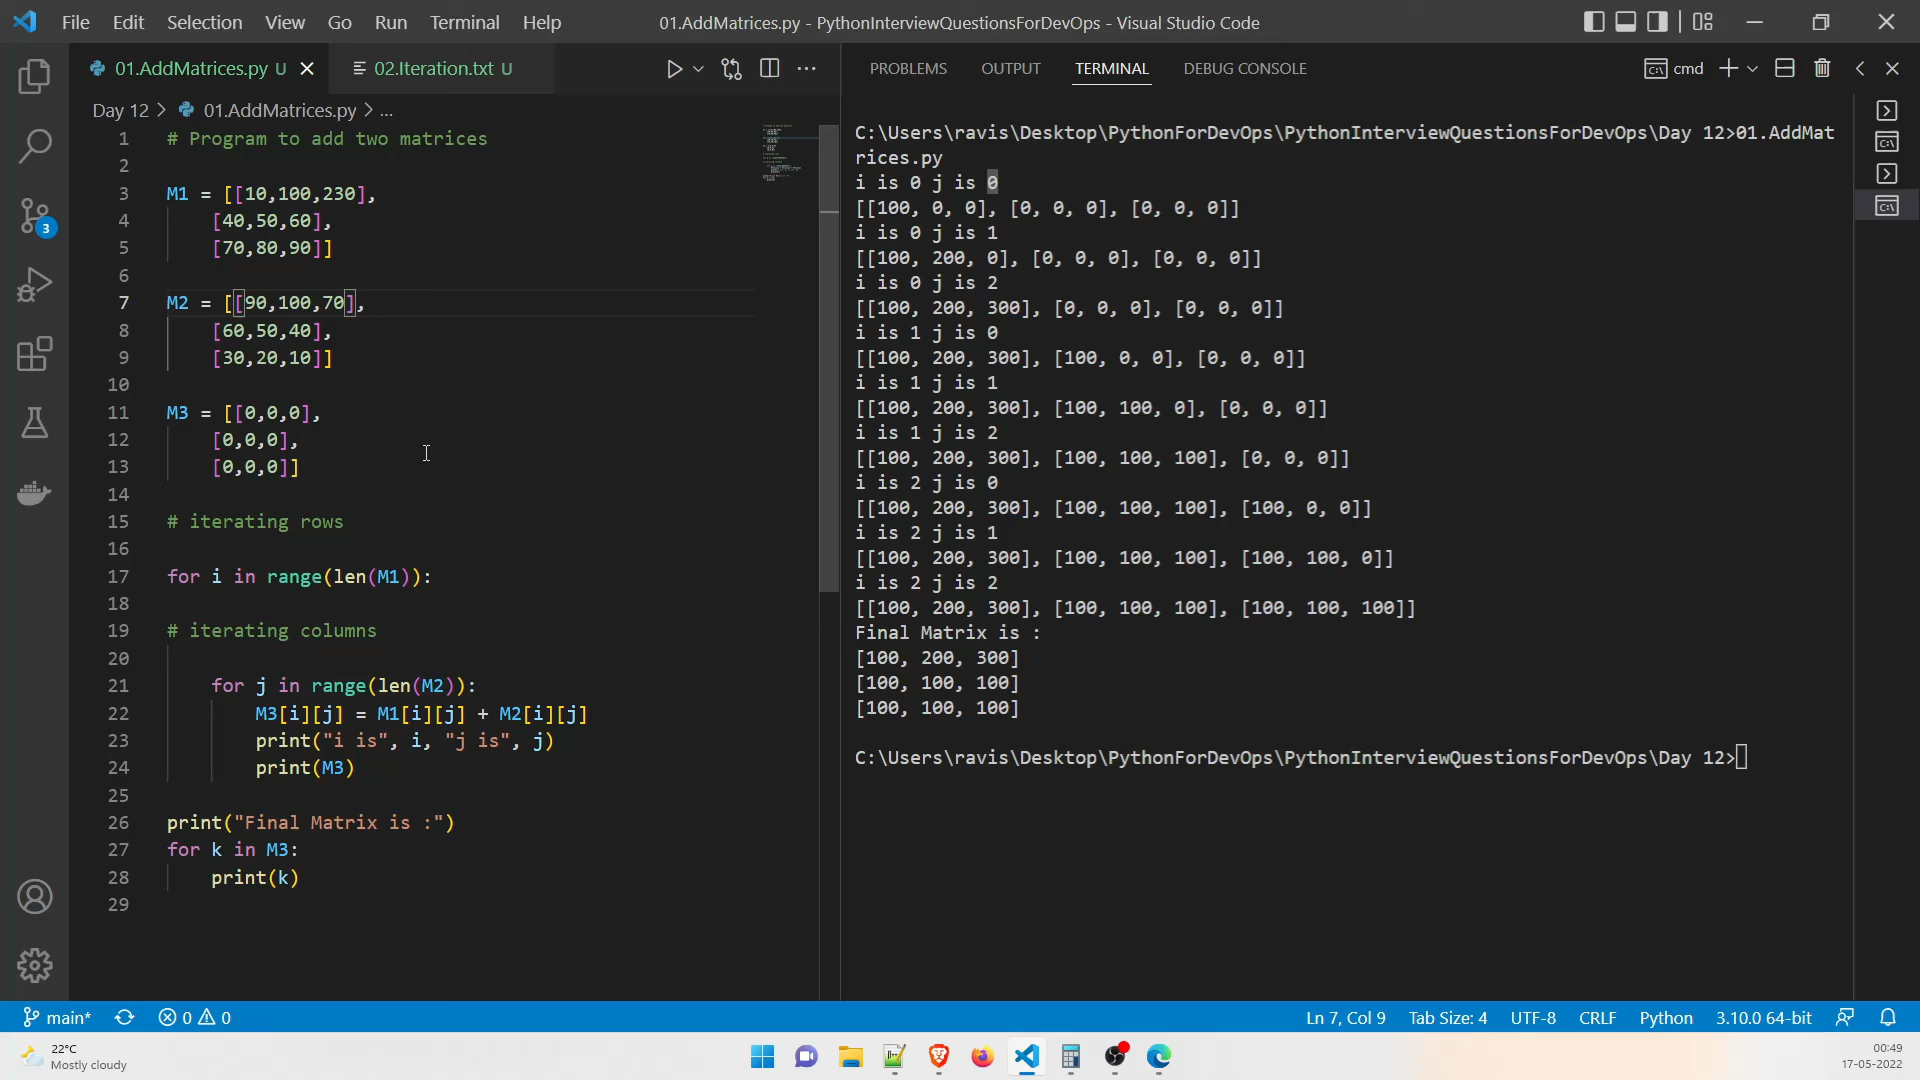 File Edit Selection View Go Run Terminal Help
01.AddMatrices.py - PythonInterviewQuestionsForDevOps - Visual Studio Code
01.AddMatrices.py U
02.Iteration.txt U
PROBLEMS OUTPUT TERMINAL DEBUG CONSOLE
cmd
Day 12 > 01.AddMatrices.py > ...
1 # Program to add two matrices
2
3 M1 = [[10,100,230],
4     [40,50,60],
5     [70,80,90]]
6
7 M2 = [[90,100,70],
8     [60,50,40],
9     [30,20,10]]
10
11 M3 = [[0,0,0],
12     [0,0,0],
13     [0,0,0]]
14
15 # iterating rows
16
17 for i in range(len(M1)):
18
19 # iterating columns
20
21     for j in range(len(M2)):
22         M3[i][j] = M1[i][j] + M2[i][j]
23         print("i is", i, "j is", j)
24         print(M3)
25
26 print("Final Matrix is :")
27 for k in M3:
28     print(k)
29
C:\Users\ravis\Desktop\PythonForDevOps\PythonInterviewQuestionsForDevOps\Day 12>01.AddMat
rices.py
i is 0 j is 0
[[100, 0, 0], [0, 0, 0], [0, 0, 0]]
i is 0 j is 1
[[100, 200, 0], [0, 0, 0], [0, 0, 0]]
i is 0 j is 2
[[100, 200, 300], [0, 0, 0], [0, 0, 0]]
i is 1 j is 0
[[100, 200, 300], [100, 0, 0], [0, 0, 0]]
i is 1 j is 1
[[100, 200, 300], [100, 100, 0], [0, 0, 0]]
i is 1 j is 2
[[100, 200, 300], [100, 100, 100], [0, 0, 0]]
i is 2 j is 0
[[100, 200, 300], [100, 100, 100], [100, 0, 0]]
i is 2 j is 1
[[100, 200, 300], [100, 100, 100], [100, 100, 0]]
i is 2 j is 2
[[100, 200, 300], [100, 100, 100], [100, 100, 100]]
Final Matrix is :
[100, 200, 300]
[100, 100, 100]
[100, 100, 100]
C:\Users\ravis\Desktop\PythonForDevOps\PythonInterviewQuestionsForDevOps\Day 12>
3
main* 0 0
Ln 7, Col 9 Tab Size: 4 UTF-8 CRLF Python 3.10.0 64-bit
22°C
Mostly cloudy
00:49
17-05-2022